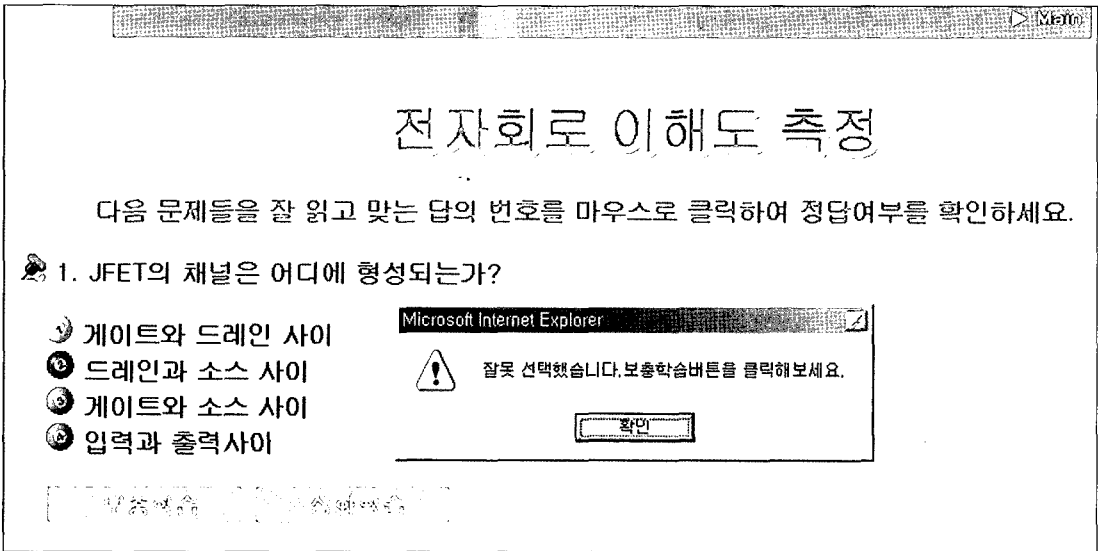 ▷ Main
전자회로 이해도 측정
다음 문제들을 잘 읽고 맞는 답의 번호를 마우스로 클릭하여 정답여부를 확인하세요.
1. JFET의 채널은 어디에 형성되는가?
1 게이트와 드레인 사이
2 드레인과 소스 사이
3 게이트와 소스 사이
4 입력과 출력사이
Microsoft Internet Explorer
잘못 선택했습니다.보충학습버튼을 클릭해보세요.
확인